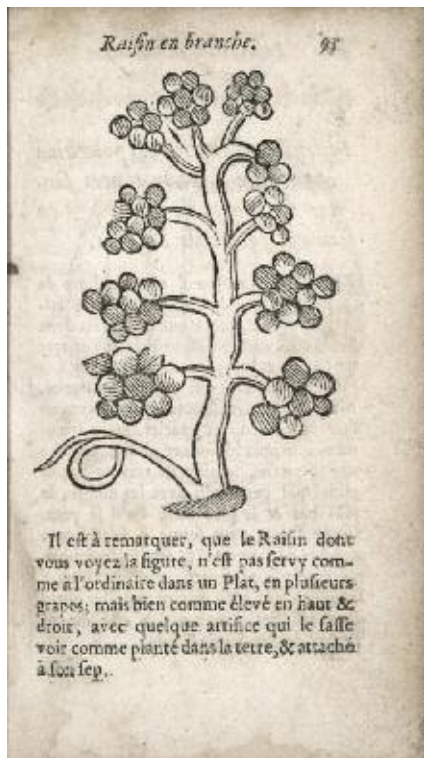 Raisin en branche. 93
Il est à remarquer, que le Raisin dont
vous voyez la figure, n'est pas servy com-
me à l'ordinaire dans un Plat, en plusieurs
grapes; mais bien comme élevé en haut &
droit, avec quelque artifice qui le fasse
voir comme planté dans la terre, & attaché
à son sep.